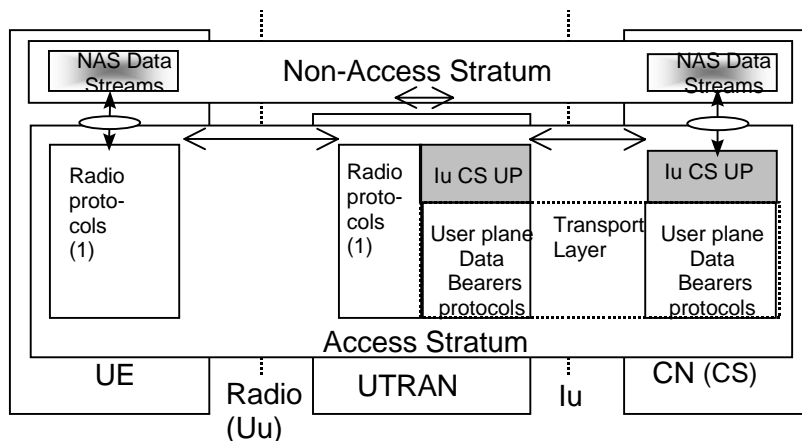 NAS Data
Streams
Non-Access Stratum
NAS Data
Streams
Radio
proto-
cols
(1)
Radio
proto-
cols
(1)
Iu CS UP
User plane
Data
Bearers
protocols
Transport
Layer
Iu CS UP
User plane
Data
Bearers
protocols
Access Stratum
UE
Radio
(Uu)
UTRAN
Iu
CN (CS)